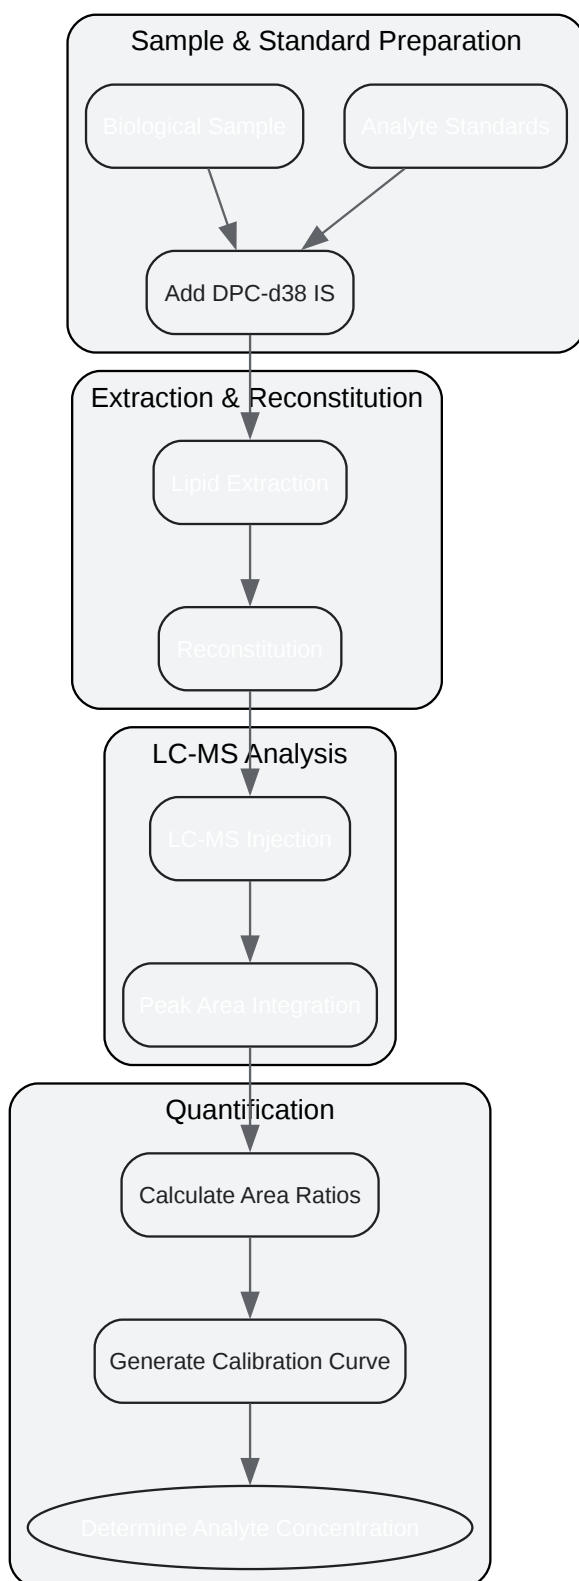 Sample & Standard Preparation
Biological Sample
Analyte Standards
Add DPC-d38 IS
Extraction & Reconstitution
Lipid Extraction
Reconstitution
LC-MS Analysis
LC-MS Injection
Peak Area Integration
Quantification
Calculate Area Ratios
Generate Calibration Curve
Determine Analyte Concentration